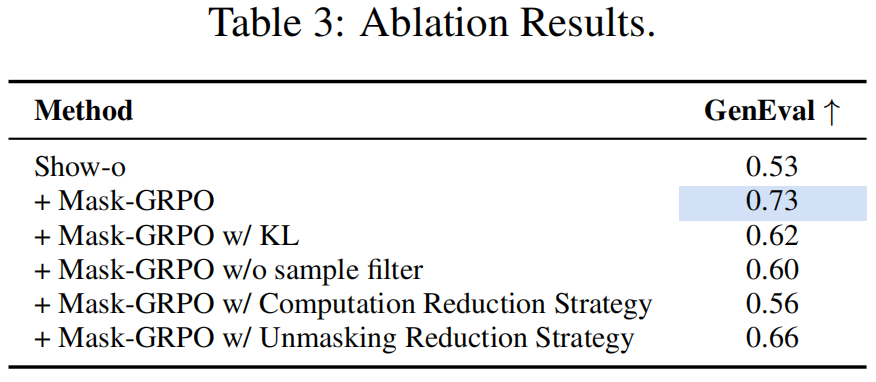 Table 3: Ablation Results.
Method GenEval ↑
Show-o 0.53
+ Mask-GRPO 0.73
+ Mask-GRPO w/ KL 0.62
+ Mask-GRPO w/o sample filter 0.60
+ Mask-GRPO w/ Computation Reduction Strategy 0.56
+ Mask-GRPO w/ Unmasking Reduction Strategy 0.66